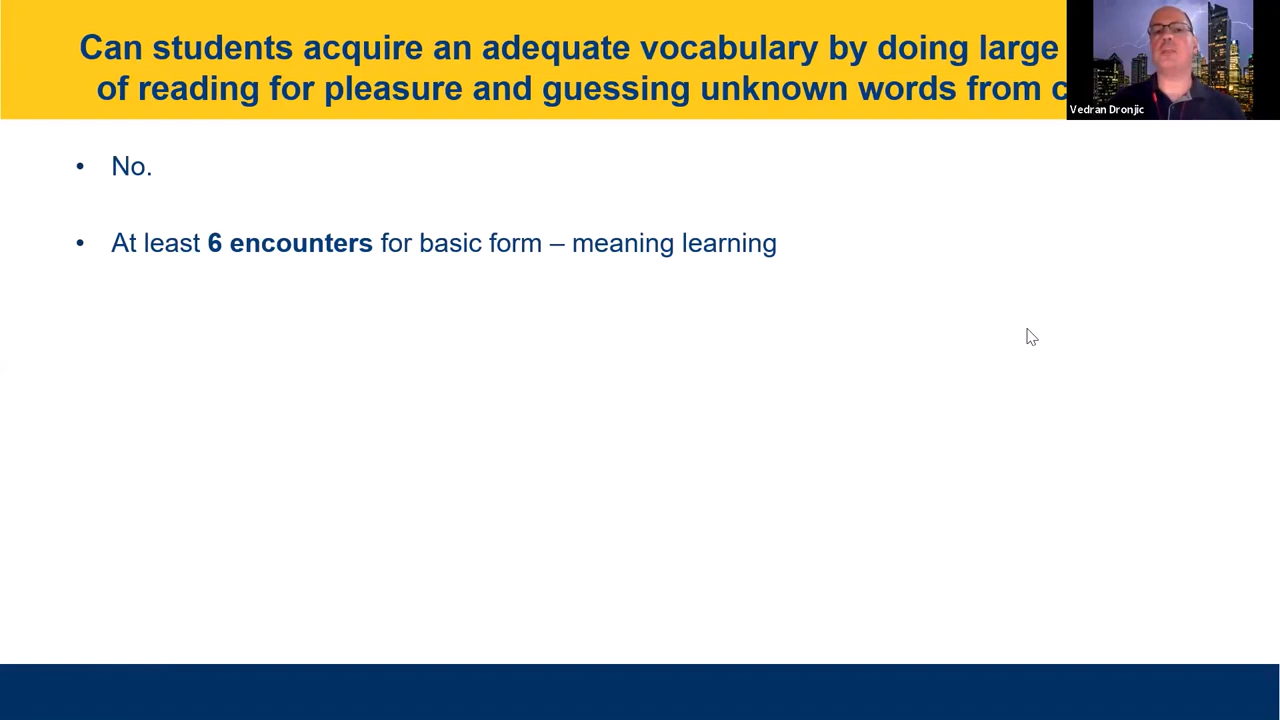 Can students acquire an adequate vocabulary by doing large
of reading for pleasure and guessing unknown words from
Vedran Dronjic
• No.
• At least 6 encounters for basic form – meaning learning